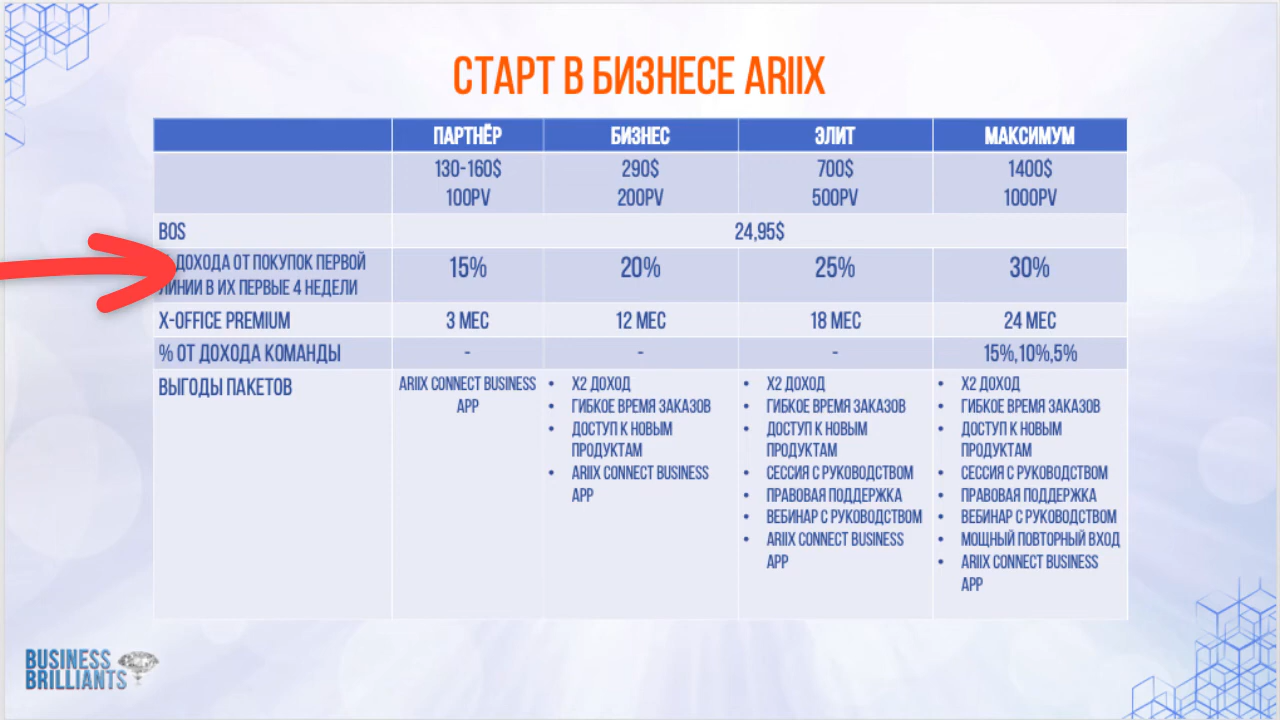 СТАРТ В БИЗНЕСЕ ARIIX
ПАРТНЁР БИЗНЕС ЭЛИТ МАКСИМУМ
130-160$ 290$ 700$ 1400$
100PV 200PV 500PV 1000PV
BOS 24,95$
ДОХОДА ОТ ПОКУПОК ПЕРВОЙ
ЛИНИИ В ИХ ПЕРВЫЕ 4 НЕДЕЛИ
15% 20% 25% 30%
X-OFFICE PREMIUM 3 МЕС 12 МЕС 18 МЕС 24 МЕС
% ОТ ДОХОДА КОМАНДЫ - - - 15%,10%,5%
ВЫГОДЫ ПАКЕТОВ
ARIIX CONNECT BUSINESS
APP
• X2 ДОХОД
• ГИБКОЕ ВРЕМЯ ЗАКАЗОВ
• ДОСТУП К НОВЫМ
ПРОДУКТАМ
• ARIIX CONNECT BUSINESS
APP
• X2 ДОХОД
• ГИБКОЕ ВРЕМЯ ЗАКАЗОВ
• ДОСТУП К НОВЫМ
ПРОДУКТАМ
• СЕССИЯ С РУКОВОДСТВОМ
• ПРАВОВАЯ ПОДДЕРЖКА
• ВЕБИНАР С РУКОВОДСТВОМ
• ARIIX CONNECT BUSINESS
APP
• X2 ДОХОД
• ГИБКОЕ ВРЕМЯ ЗАКАЗОВ
• ДОСТУП К НОВЫМ
ПРОДУКТАМ
• СЕССИЯ С РУКОВОДСТВОМ
• ПРАВОВАЯ ПОДДЕРЖКА
• ВЕБИНАР С РУКОВОДСТВОМ
• МОЩНЫЙ ПОВТОРНЫЙ ВХОД
• ARIIX CONNECT BUSINESS
APP
BUSINESS
BRILLIANTS